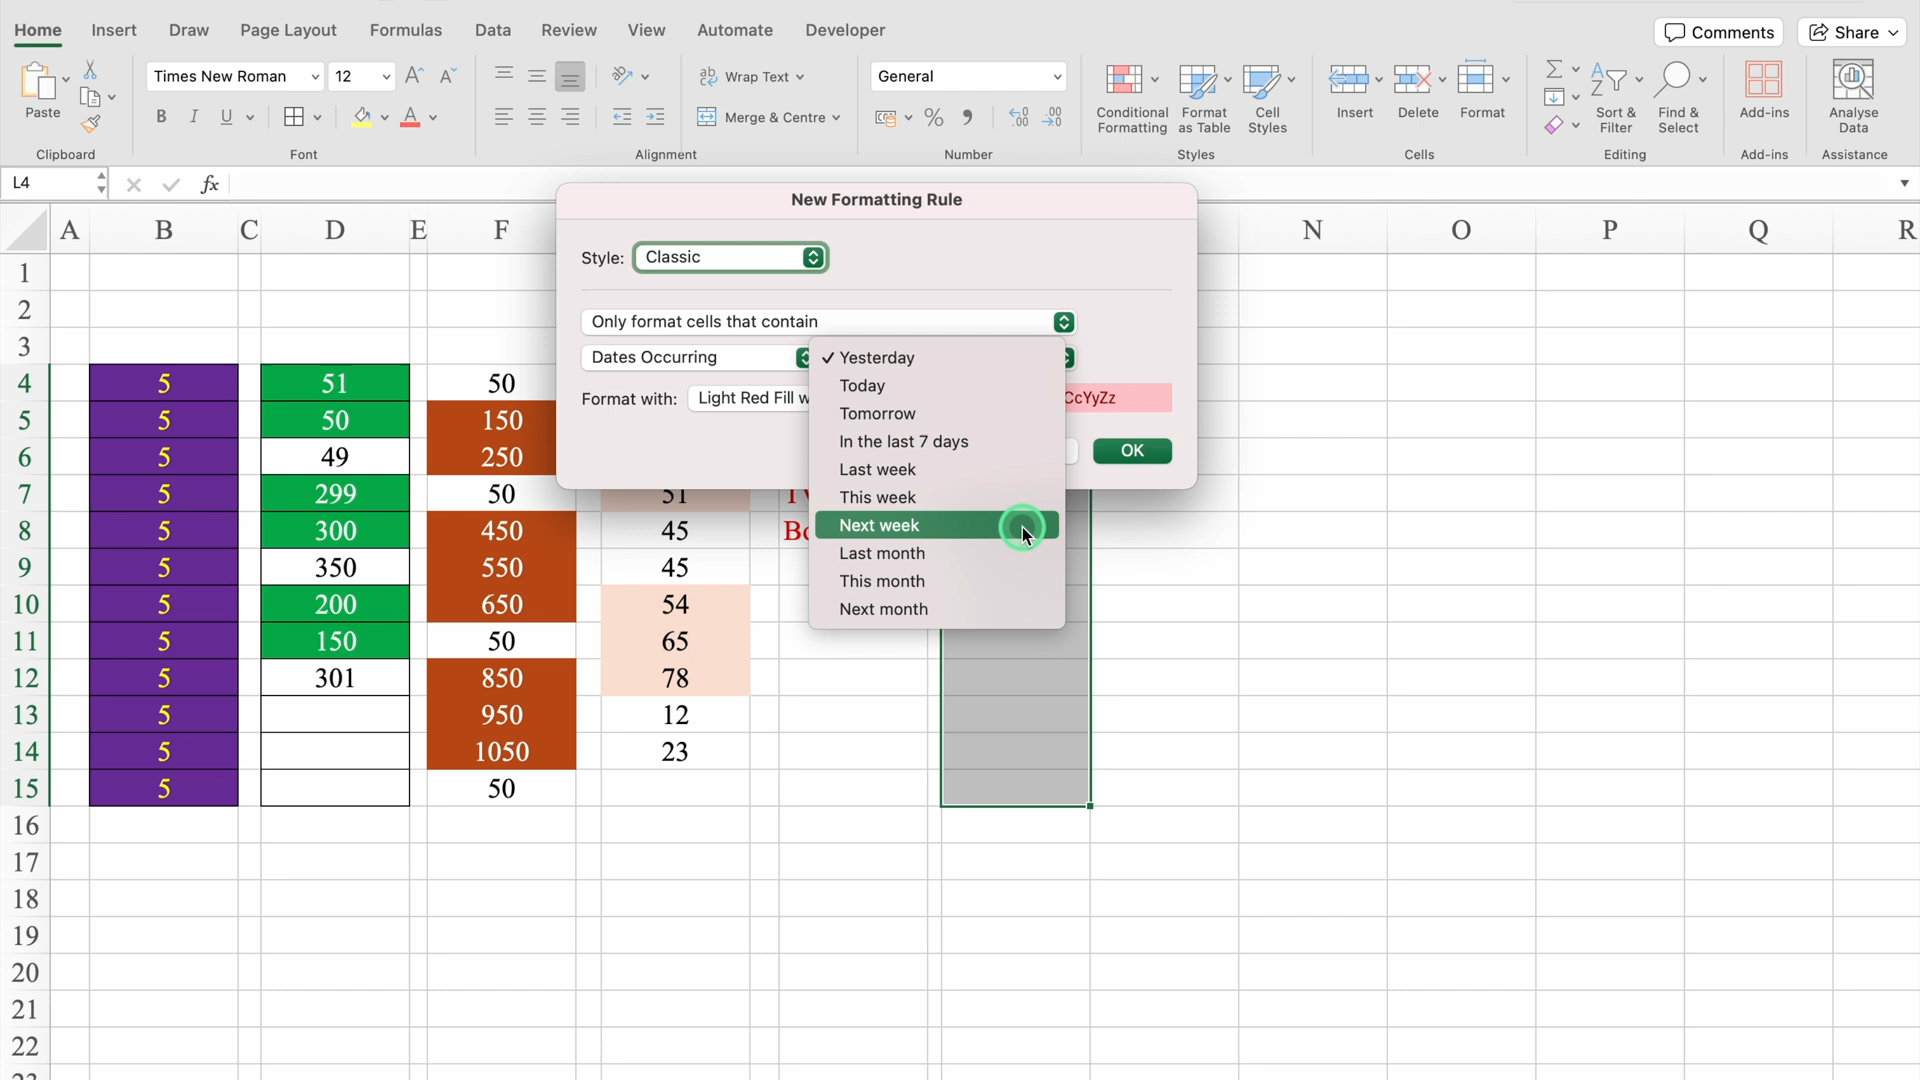 Home Insert Draw Page Layout Formulas Data Review View Automate Developer Comments Share
Times New Roman 12 Wrap Text General
Paste Conditional Formatting Format as Table Cell Styles Insert Delete Format Sort & Filter Find & Select Add-ins Analyse Data
B I U A Merge & Centre % .0 .00
Clipboard Font Alignment Number Styles Cells Editing Add-ins Assistance
L4 fx
New Formatting Rule
A B C D E F N O P Q R
Style: Classic
Only format cells that contain
Dates Occurring
Format with: Light Red Fill w CcYyZz
OK
Yesterday
Today
Tomorrow
In the last 7 days
Last week
This week
Next week
Last month
This month
Next month
1
2
3
4 5 51 50
5 5 50 150
6 5 49 250
7 5 299 50 51
8 5 300 450 45
9 5 350 550 45
10 5 200 650 54
11 5 150 50 65
12 5 301 850 78
13 5 950 12
14 5 1050 23
15 5 50
16
17
18
19
20
21
22